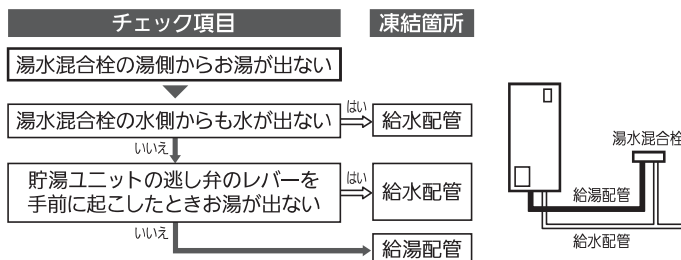 チェック項目
凍結箇所
湯水混合栓の湯側からお湯が出ない
湯水混合栓の水側からも水が出ない
はい
給水配管
いいえ
貯湯ユニットの逃し弁のレバーを
手前に起こしたときお湯が出ない
はい
給水配管
いいえ
給湯配管
湯水混合栓
給湯配管
給水配管